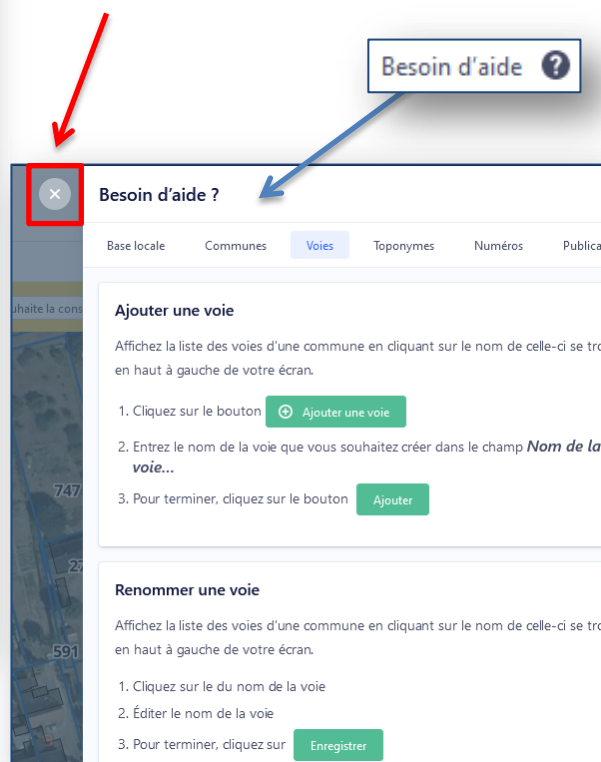 Besoin d'aide
Besoin d'aide ?
Base locale Communes Voies Toponymes Numéros Publica
uhaite la cons
Ajouter une voie
Affichez la liste des voies d'une commune en cliquant sur le nom de celle-ci se tro
en haut à gauche de votre écran.
1. Cliquez sur le bouton Ajouter une voie
2. Entrez le nom de la voie que vous souhaitez créer dans le champ Nom de la
voie...
747
3. Pour terminer, cliquez sur le bouton Ajouter
27
Renommer une voie
Affichez la liste des voies d'une commune en cliquant sur le nom de celle-ci se tro
591
en haut à gauche de votre écran.
1. Cliquez sur le du nom de la voie
2. Éditer le nom de la voie
3. Pour terminer, cliquez sur Enregistrer